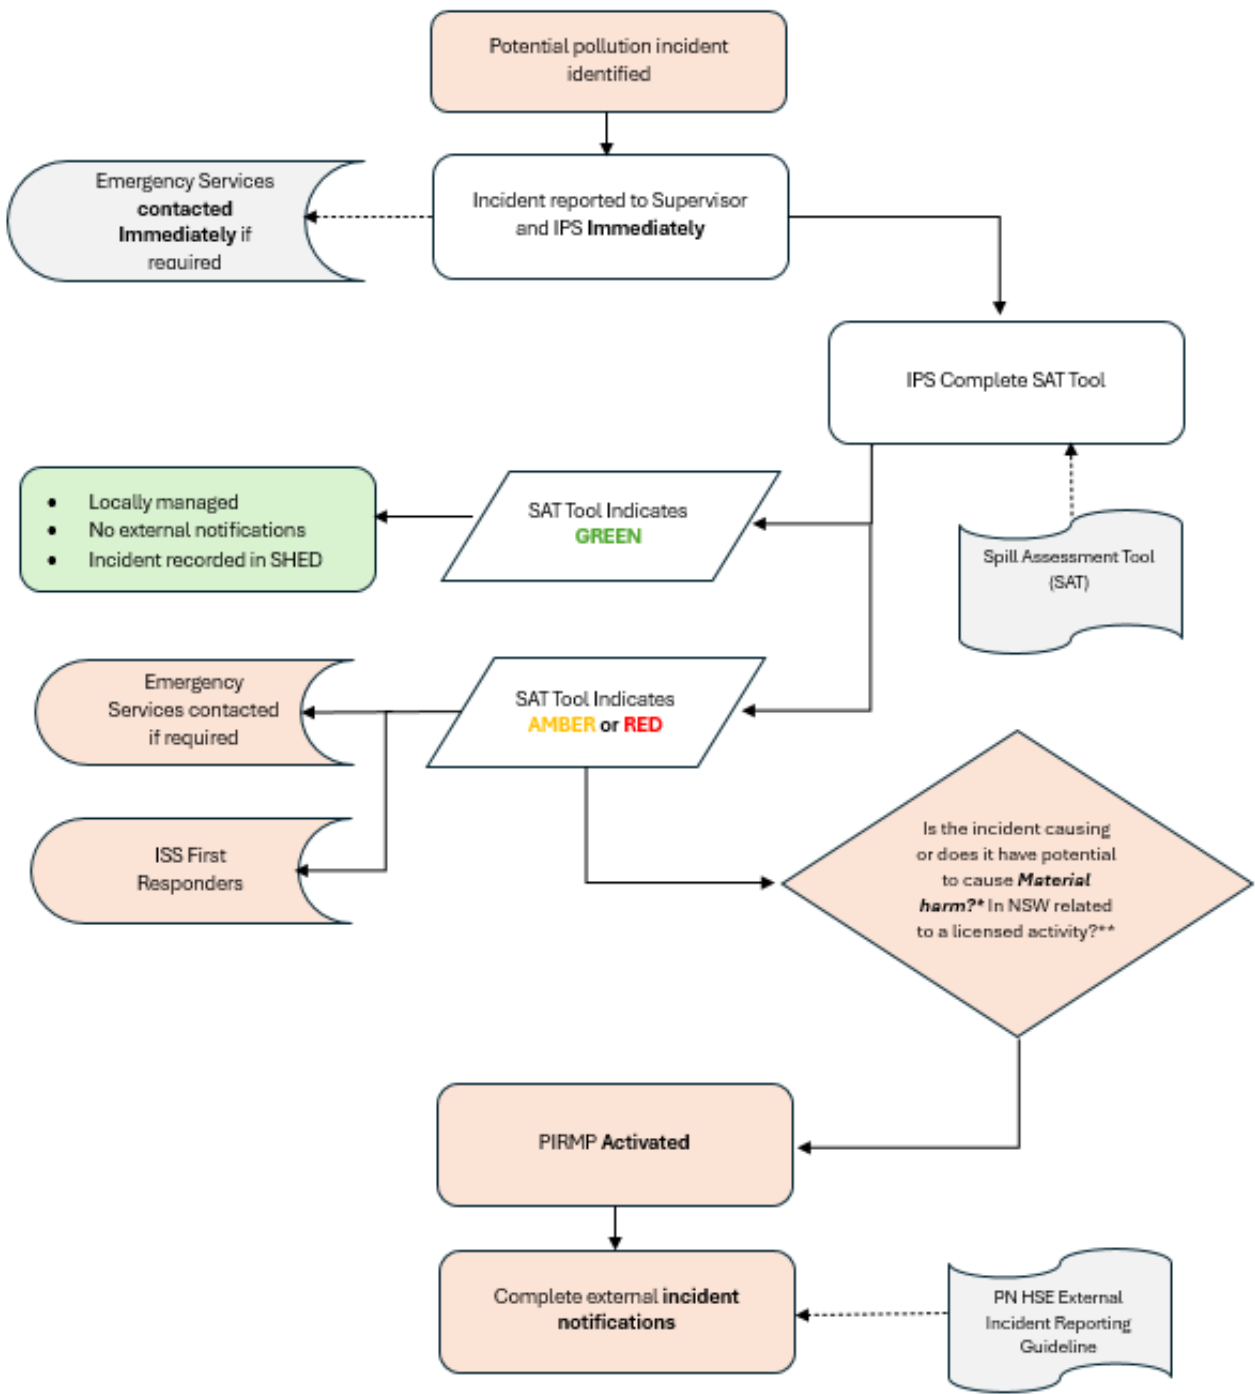 Potential pollution incident
identified
Emergency Services
contacted
Immediately if
required
Incident reported to Supervisor
and IPS Immediately
IPS Complete SAT Tool
• Locally managed
• No external notifications
• Incident recorded in SHED
SAT Tool Indicates
GREEN
Spill Assessment Tool
(SAT)
Emergency
Services contacted
if required
SAT Tool Indicates
AMBER or RED
ISS First
Responders
Is the incident causing
or does it have potential
to cause Material
harm?* In NSW related
to a licensed activity?**
PIRMP Activated
Complete external incident
notifications
PN HSE External
Incident Reporting
Guideline